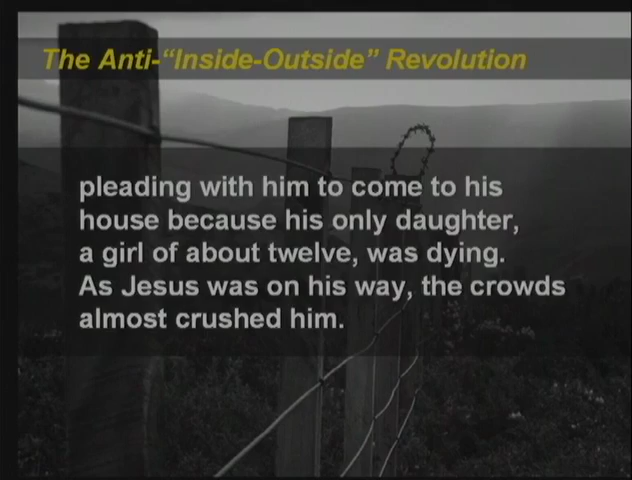 The Anti-“Inside-Outside” Revolution
pleading with him to come to his
house because his only daughter,
a girl of about twelve, was dying.
As Jesus was on his way, the crowds
almost crushed him.